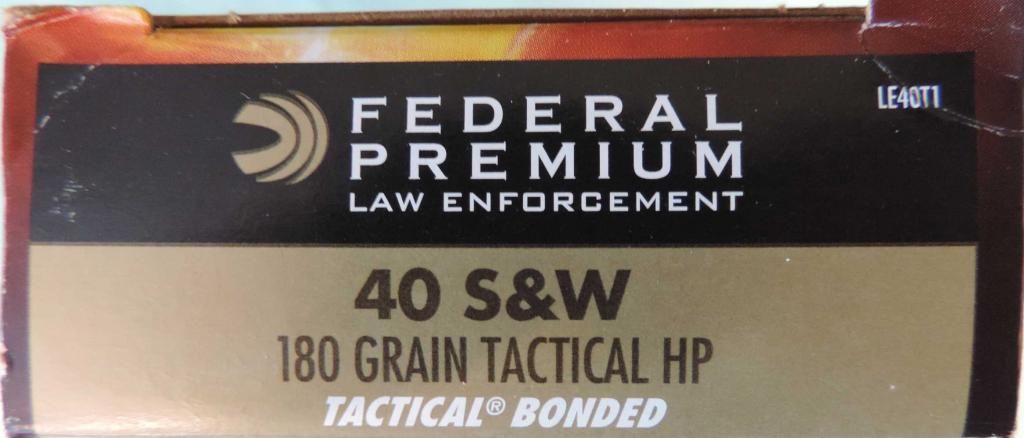 LE40T1
FEDERAL
PREMIUM
LAW ENFORCEMENT
40 S&W
180 GRAIN TACTICAL HP
TACTICAL® BONDED